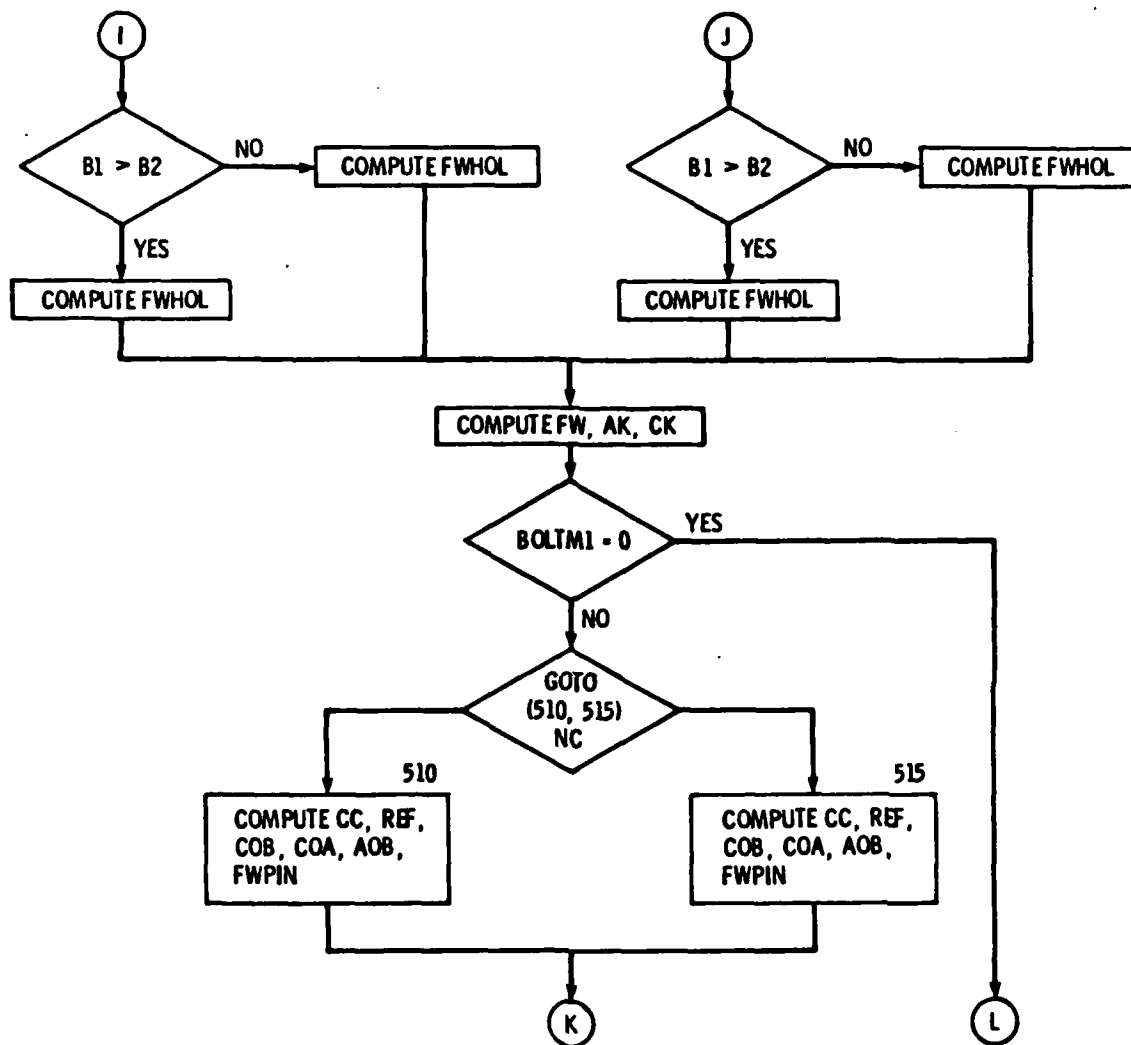 I
J
B1 > B2
NO
COMPUTE FWHOL
B1 > B2
NO
COMPUTE FWHOL
YES
COMPUTE FWHOL
YES
COMPUTE FWHOL
COMPUTE FW, AK, CK
BOLTM1 = 0
YES
NO
GOTO
(510, 515)
NC
510
COMPUTE CC, REF,
COB, COA, AOB,
FWPIN
515
COMPUTE CC, REF,
COB, COA, AOB,
FWPIN
K
L